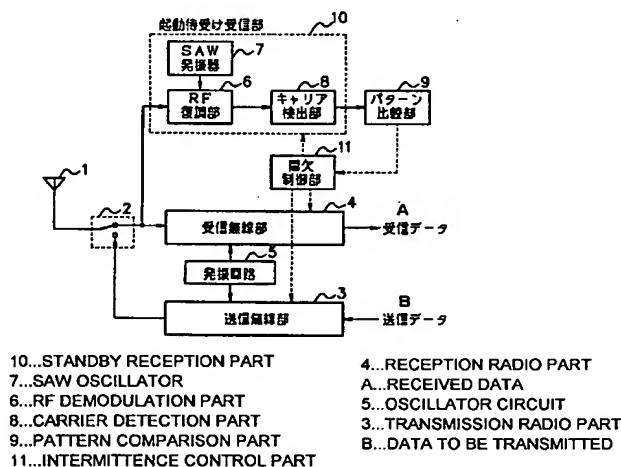 10
起動待受け受信部
7
SAW
発振器
6
8
9
RF
復調部
キャリア
検出部
パターン
比較部
11
間欠
制御部
1
2
4
受信無線部
A
受信データ
5
発振回路
3
送信無線部
B
送信データ
10...STANDBY RECEPTION PART
7...SAW OSCILLATOR
6...RF DEMODULATION PART
8...CARRIER DETECTION PART
9...PATTERN COMPARISON PART
11...INTERMITTENCE CONTROL PART
4...RECEPTION RADIO PART
A...RECEIVED DATA
5...OSCILLATOR CIRCUIT
3...TRANSMISSION RADIO PART
B...DATA TO BE TRANSMITTED